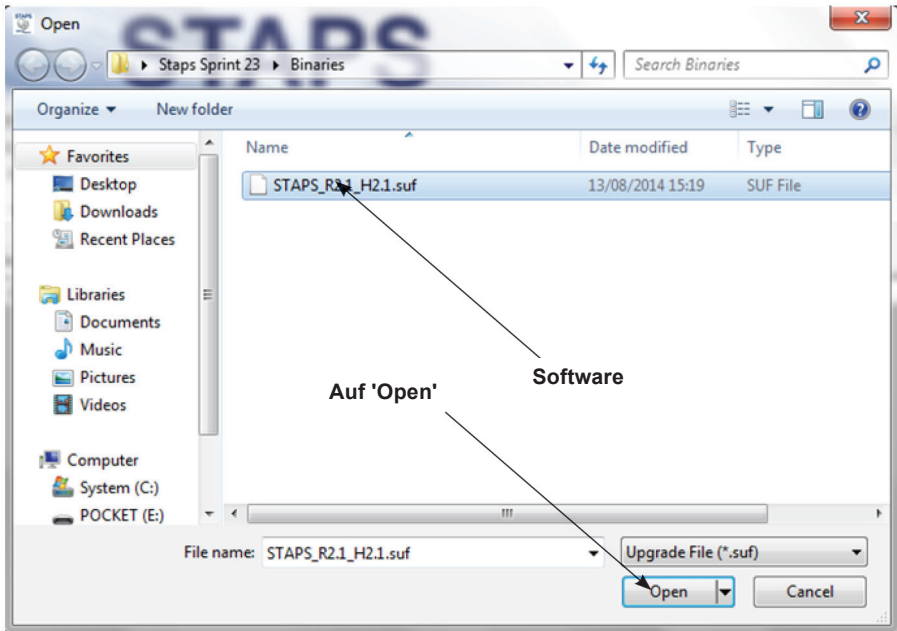 STAPS
Open
Staps Sprint 23 Binaries Search Binaries
Organize New folder
Name Date modified Type
Favorites
STAPS_R2.1_H2.1.suf 13/08/2014 15:19 SUF File
Desktop
Downloads
Recent Places
Libraries
Documents
Music
Pictures
Videos
Software
Auf 'Open'
Computer
System (C:)
POCKET (E:)
File name: STAPS_R2.1_H2.1.suf Upgrade File (*.suf)
Open Cancel